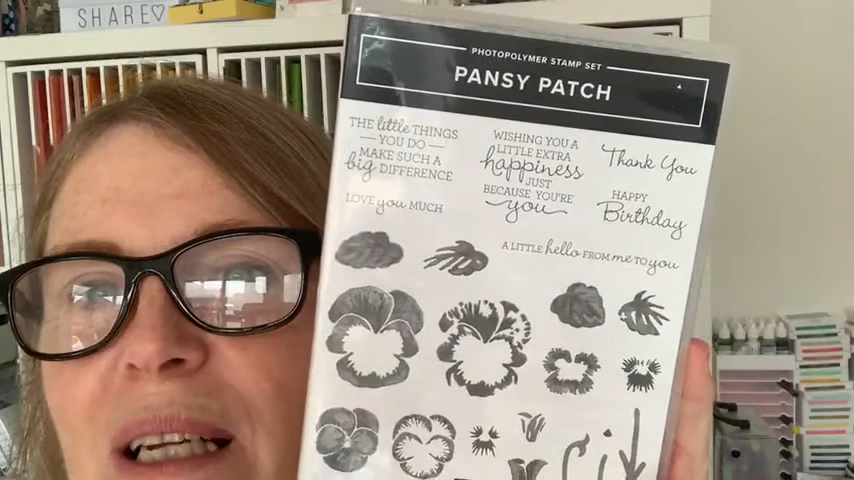 SHARE♡
PHOTOPOLYMER STAMP SET
PANSY PATCH
THE little THINGS
— YOU DO —
MAKE SUCH A
big DIFFERENCE
WISHING YOU A
LITTLE EXTRA
happiness
JUST
BECAUSE YOU'RE
you
Thank You
LOVE you MUCH
HAPPY
Birthday
A LITTLE hello FROM me TO you